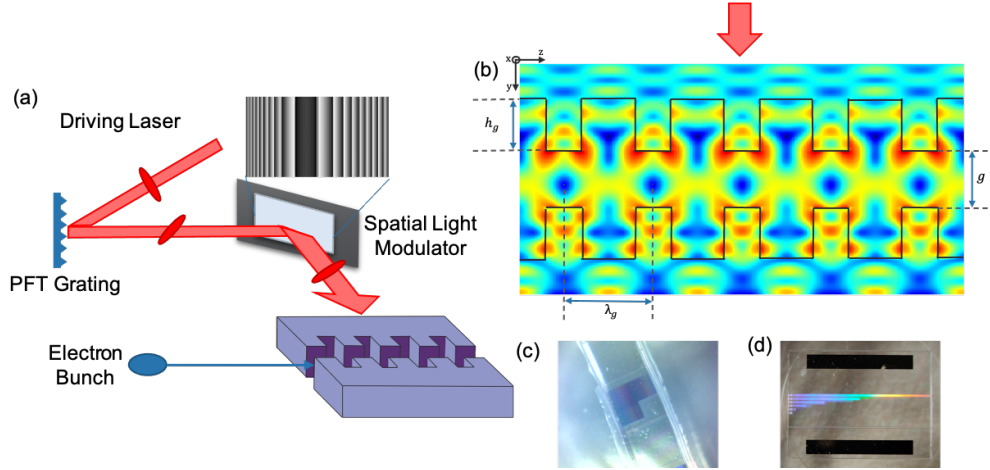 (a)
Driving Laser
PFT Grating
Spatial Light
Modulator
Electron
Bunch
(b)
x
z
y
h_g
g
λ_g
(c)
(d)